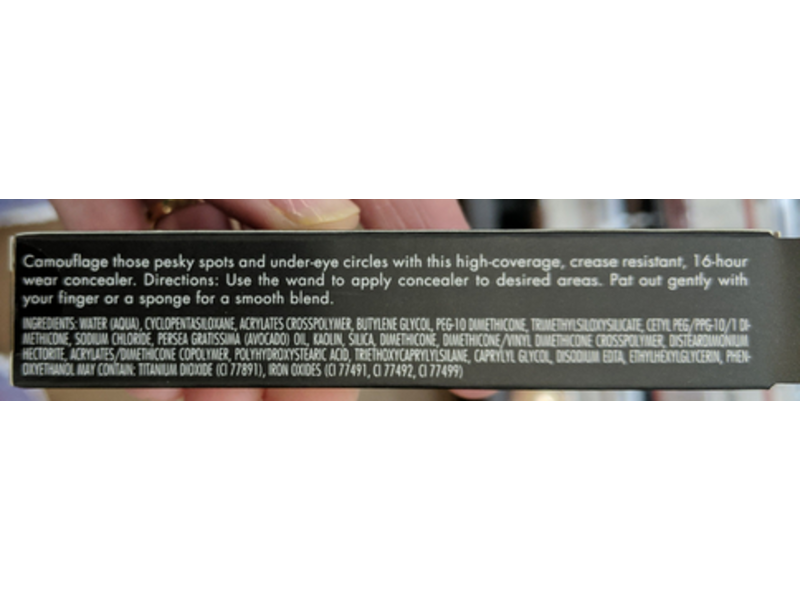 Camouflage those pesky spots and under-eye circles with this high-coverage, crease resistant, 16-hour
wear concealer. Directions: Use the wand to apply concealer to desired areas. Pat out gently with
your finger or a sponge for a smooth blend.
INGREDIENTS: WATER (AQUA), CYCLOPENTASILOXANE, ACRYLATES CROSSPOLYMER, BUTYLENE GLYCOL, PEG-10 DIMETHICONE, TRIMETHYLSILOXYSILICATE, CETYL PEG/PPG-10/1 DI-
METHICONE, SODIUM CHLORIDE, PERSEA GRATISSIMA (AVOCADO) OIL, KAOLIN, SILICA, DIMETHICONE, DIMETHICONE/VINYL DIMETHICONE CROSSPOLYMER, DISTEARDIMONIUM
HECTORITE, ACRYLATES/DIMETHICONE COPOLYMER, POLYHYDROXYSTEARIC ACID, TRIETHOXYCAPRYLYLSILANE, CAPRYLYL GLYCOL, DISODIUM EDTA, ETHYLHEXYLGLYCERIN, PHEN-
OXYETHANOL MAY CONTAIN: TITANIUM DIOXIDE (CI 77891), IRON OXIDES (CI 77491, CI 77492, CI 77499)